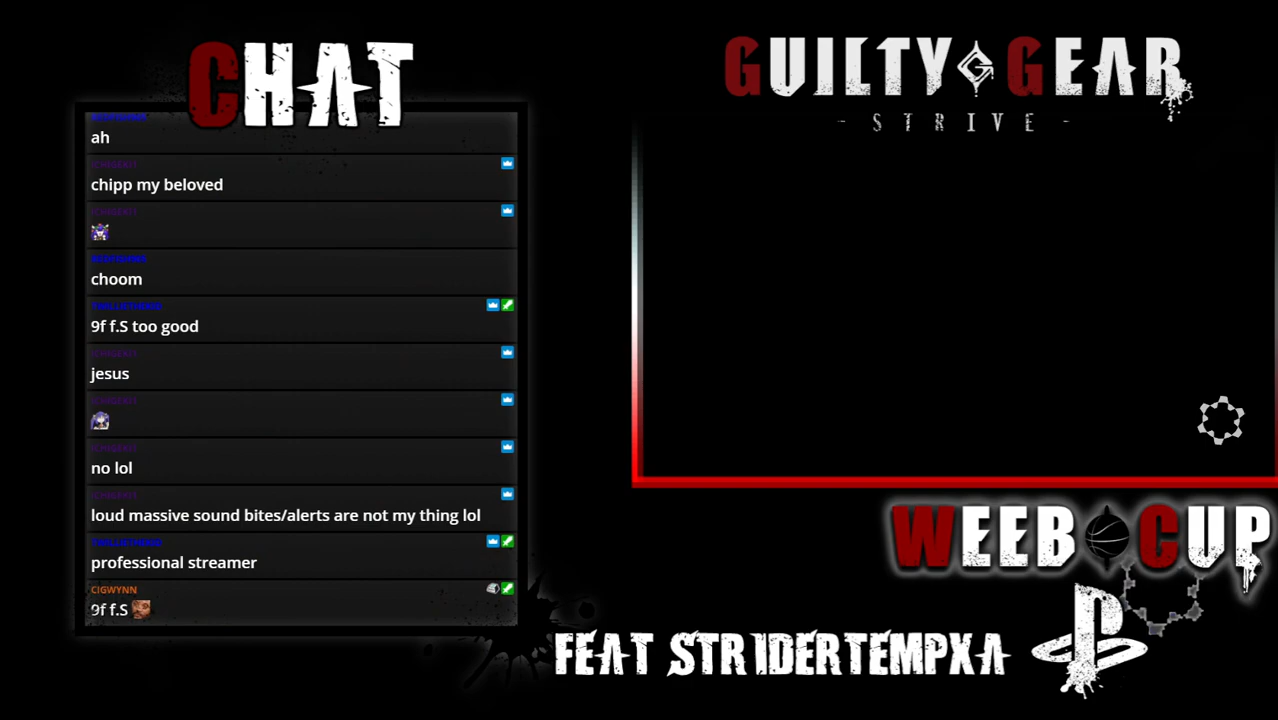 CHAT
ah
chipp my beloved
choom
9f f.S too good
jesus
no lol
loud massive sound bites/alerts are not my thing lol
professional streamer
CIGWYNN
9f f.S
GUILTY GEAR
- STRIVE -
WEEB CUP
FEAT STRIDERTEMPXA